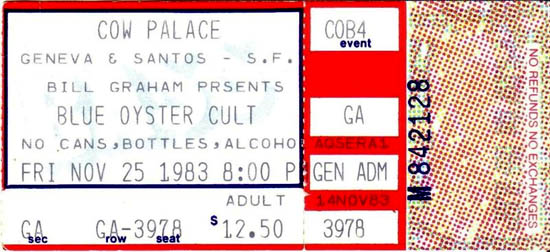 COW PALACE
GENEVA & SANTOS - S.F.
BILL GRAHAM PRSENTS
BLUE OYSTER CULT
NO CANS,BOTTLES,ALCOHO
FRI NOV 25 1983 8:00 P
ADULT
GA GA-3978 $12.50
sec row seat
COB4
event
GA
AQSERA1
GEN ADM
14NOV83
3978
M 842128
NO REFUNDS NO EXCHANGES